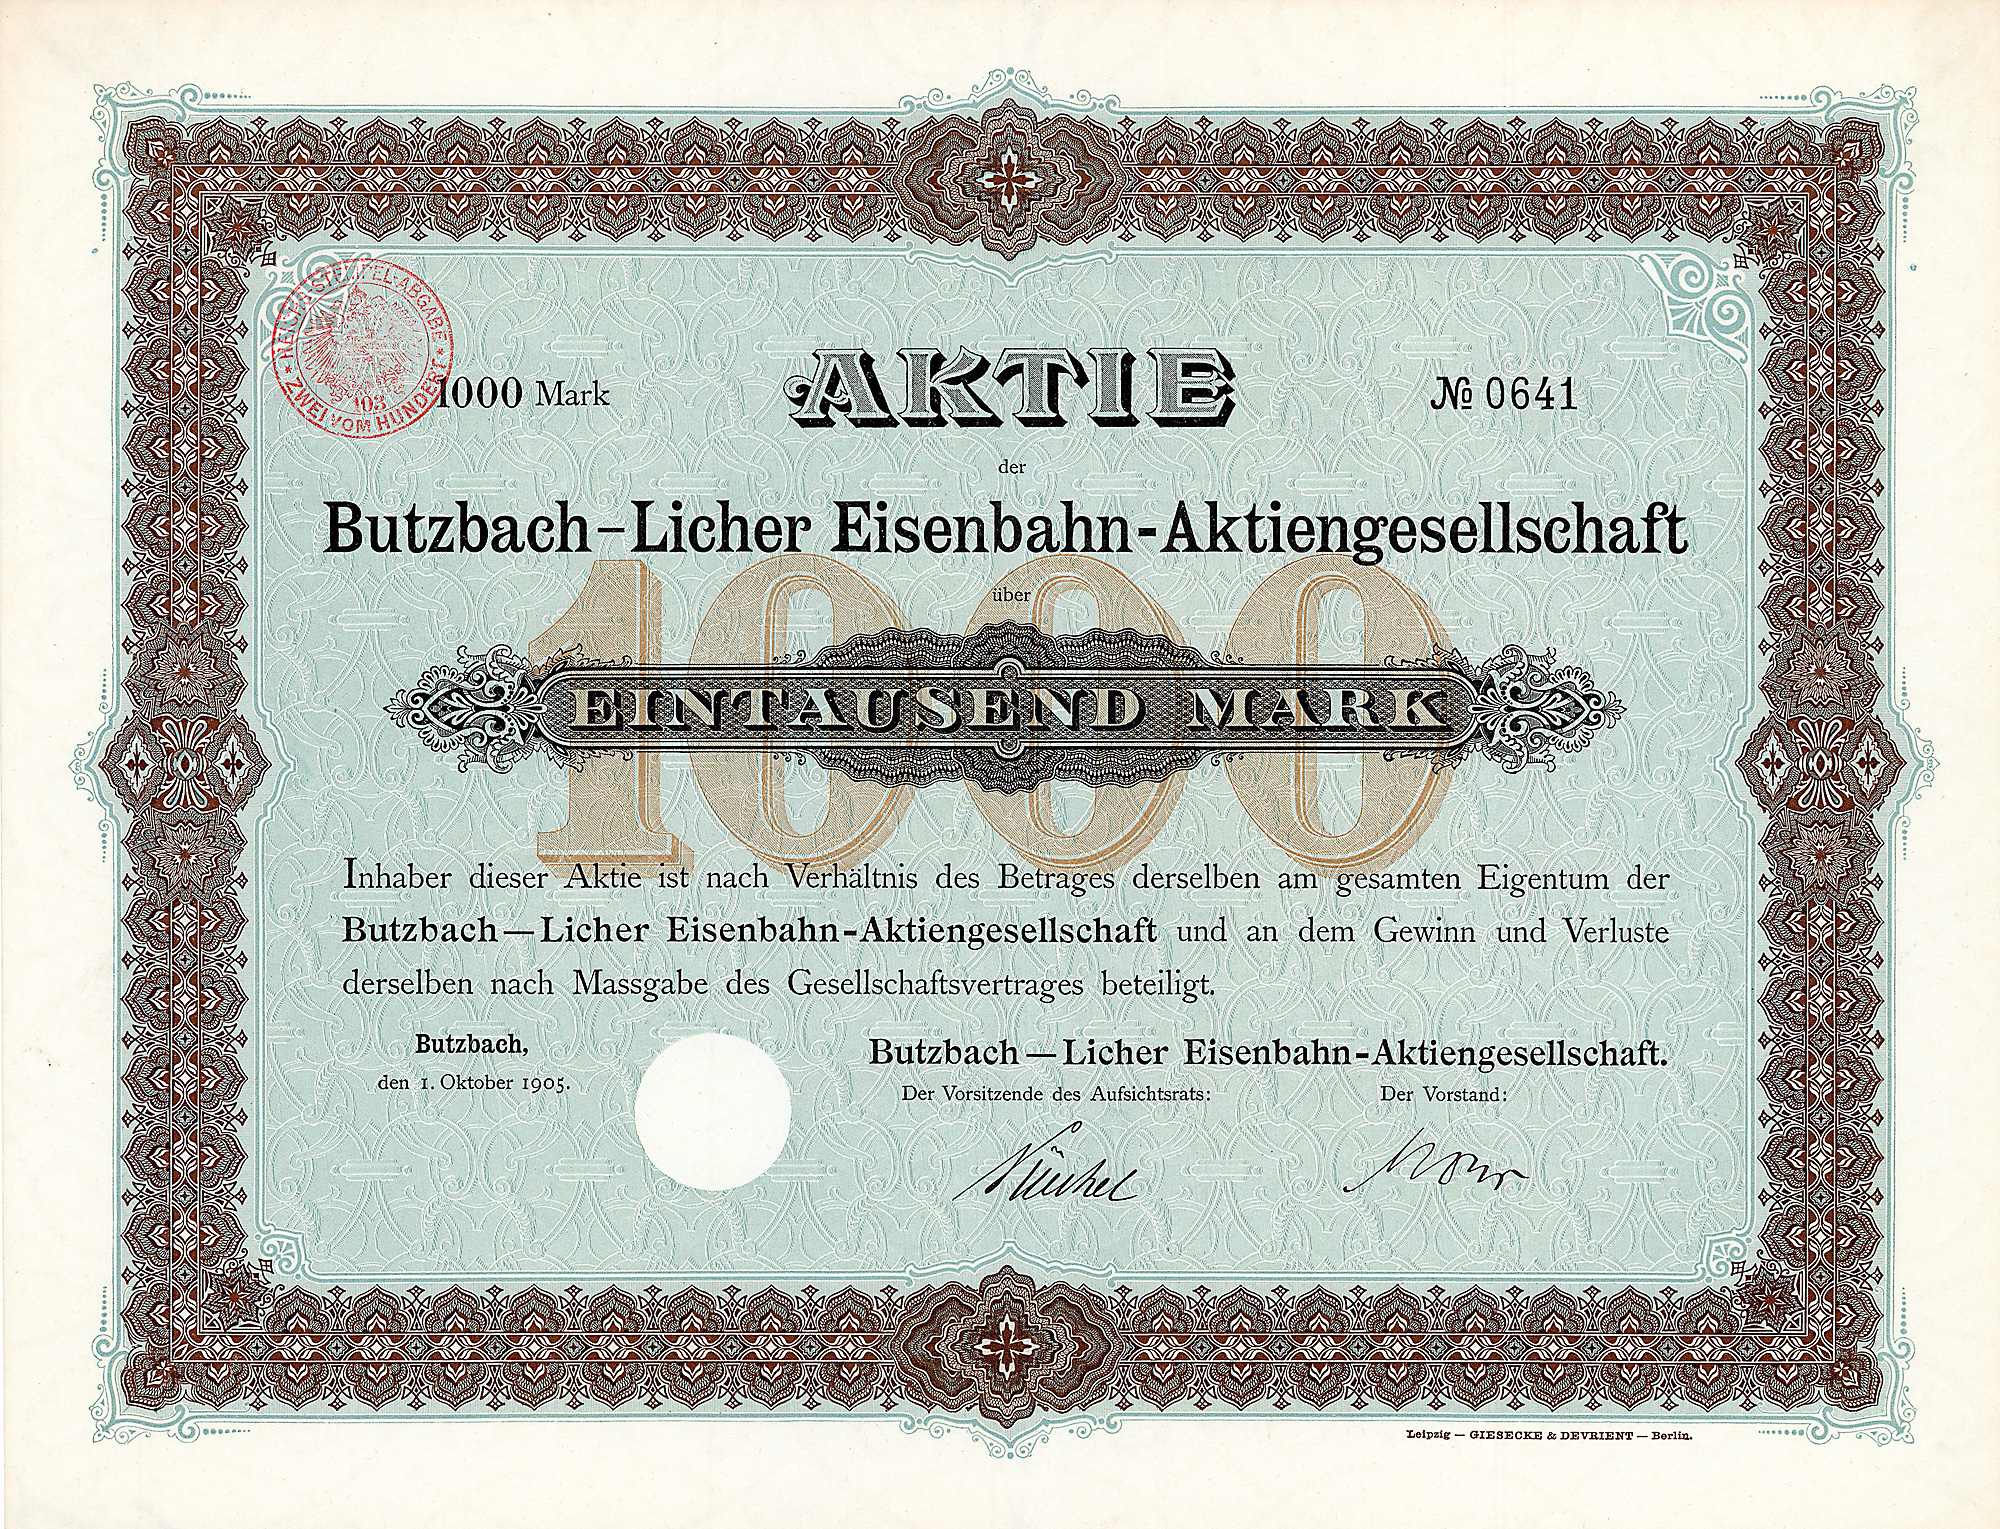 REICHS-STEMPEL-ABGABE
ZWEI VOM HUNDERT
103
1000 Mark
AKTIE
№ 0641
der
Butzbach-Licher Eisenbahn-Aktiengesellschaft
1000
über
EINTAUSEND MARK
Inhaber dieser Aktie ist nach Verhältnis des Betrages derselben am gesamten Eigentum der
Butzbach—Licher Eisenbahn-Aktiengesellschaft und an dem Gewinn und Verluste
derselben nach Massgabe des Gesellschaftsvertrages beteiligt.
Butzbach,
den 1. Oktober 1905.
Butzbach—Licher Eisenbahn-Aktiengesellschaft.
Der Vorsitzende des Aufsichtsrats:
Der Vorstand:
Leipzig — GIESECKE & DEVRIENT — Berlin.